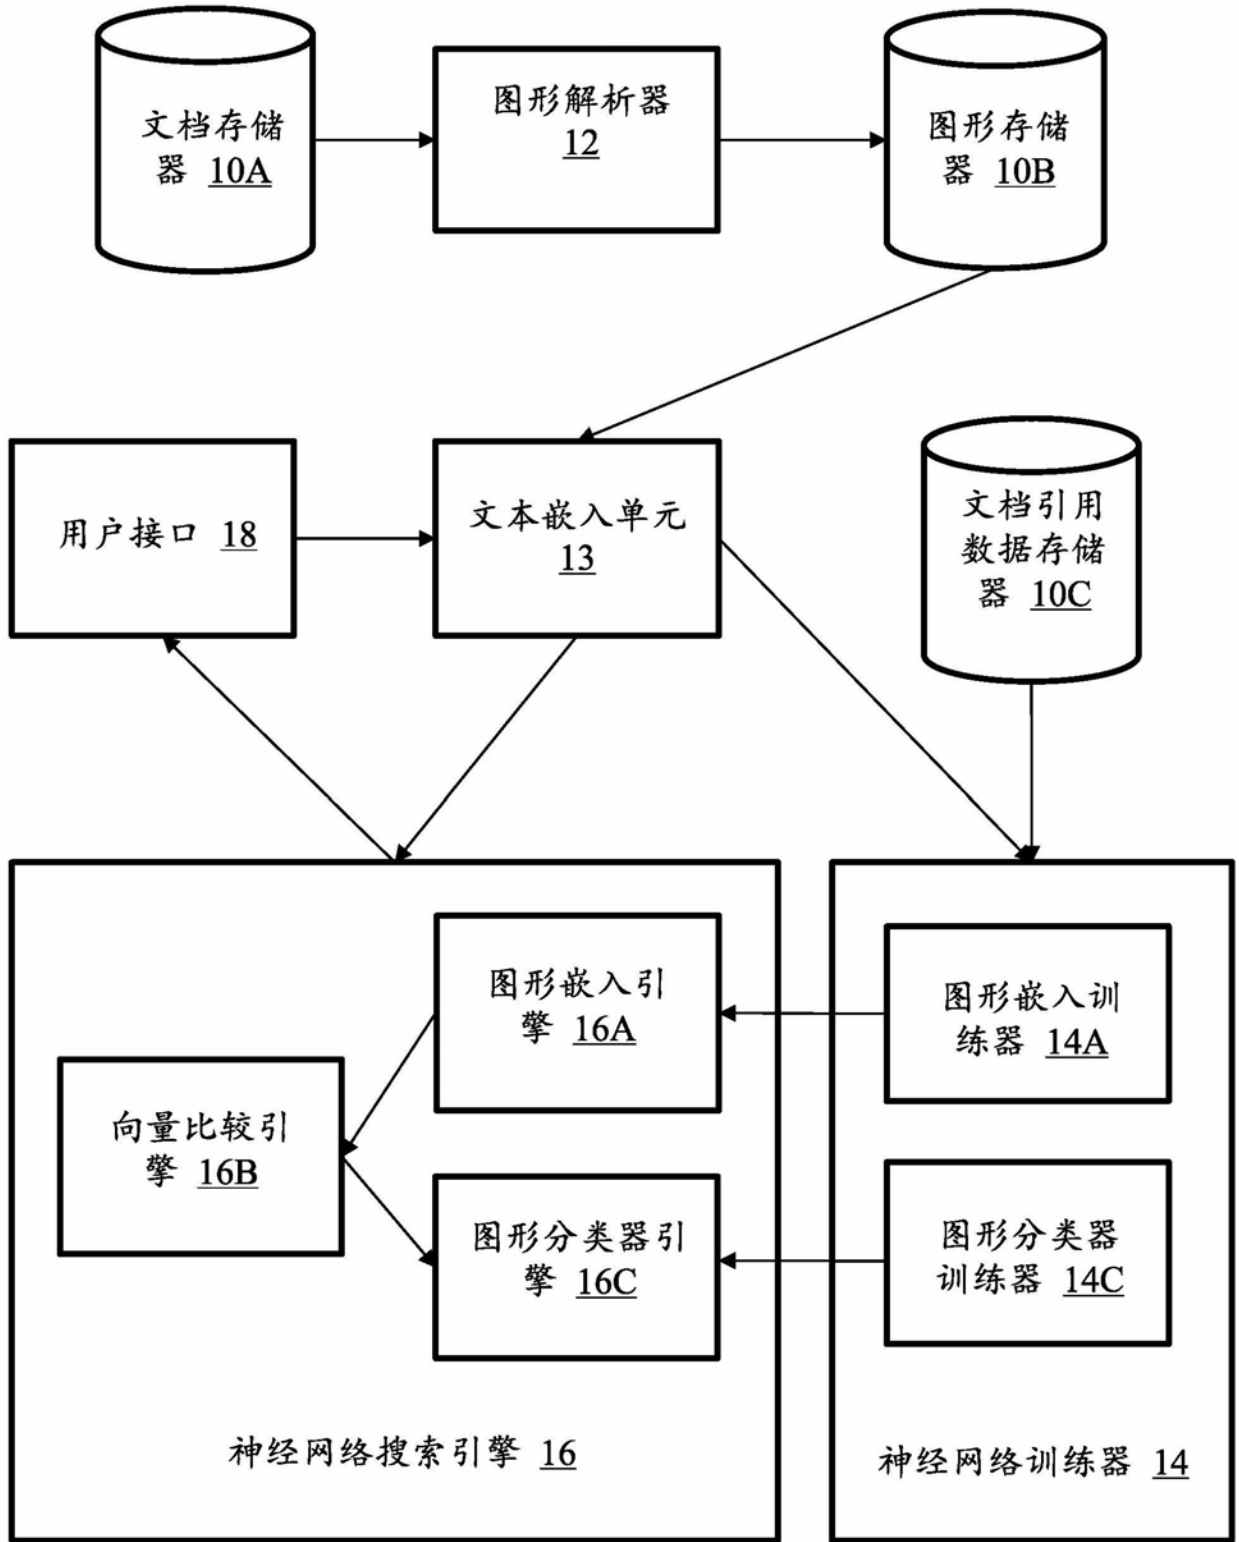 文档存储
器 10A
图形解析器
12
图形存储
器 10B
用户接口 18
文本嵌入单元
13
文档引用
数据存储
器 10C
图形嵌入引
擎 16A
图形嵌入训
练器 14A
向量比较引
擎 16B
图形分类器引
擎 16C
图形分类器
训练器 14C
神经网络搜索引擎 16
神经网络训练器 14